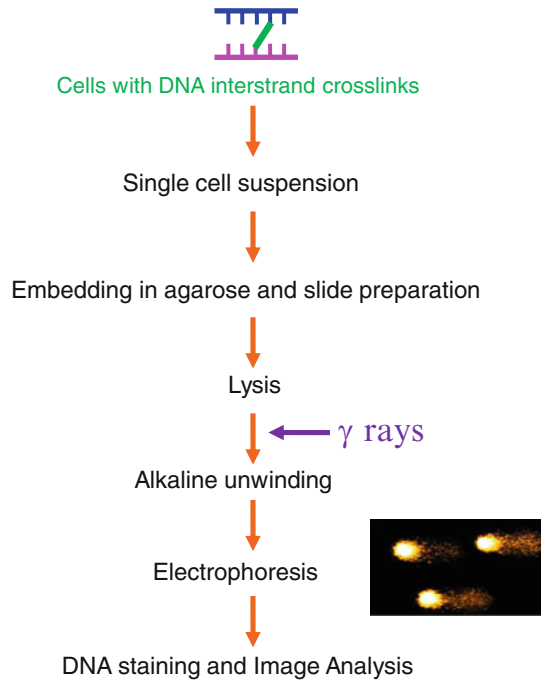 Cells with DNA interstrand crosslinks
Single cell suspension
Embedding in agarose and slide preparation
Lysis
γ rays
Alkaline unwinding
Electrophoresis
DNA staining and Image Analysis